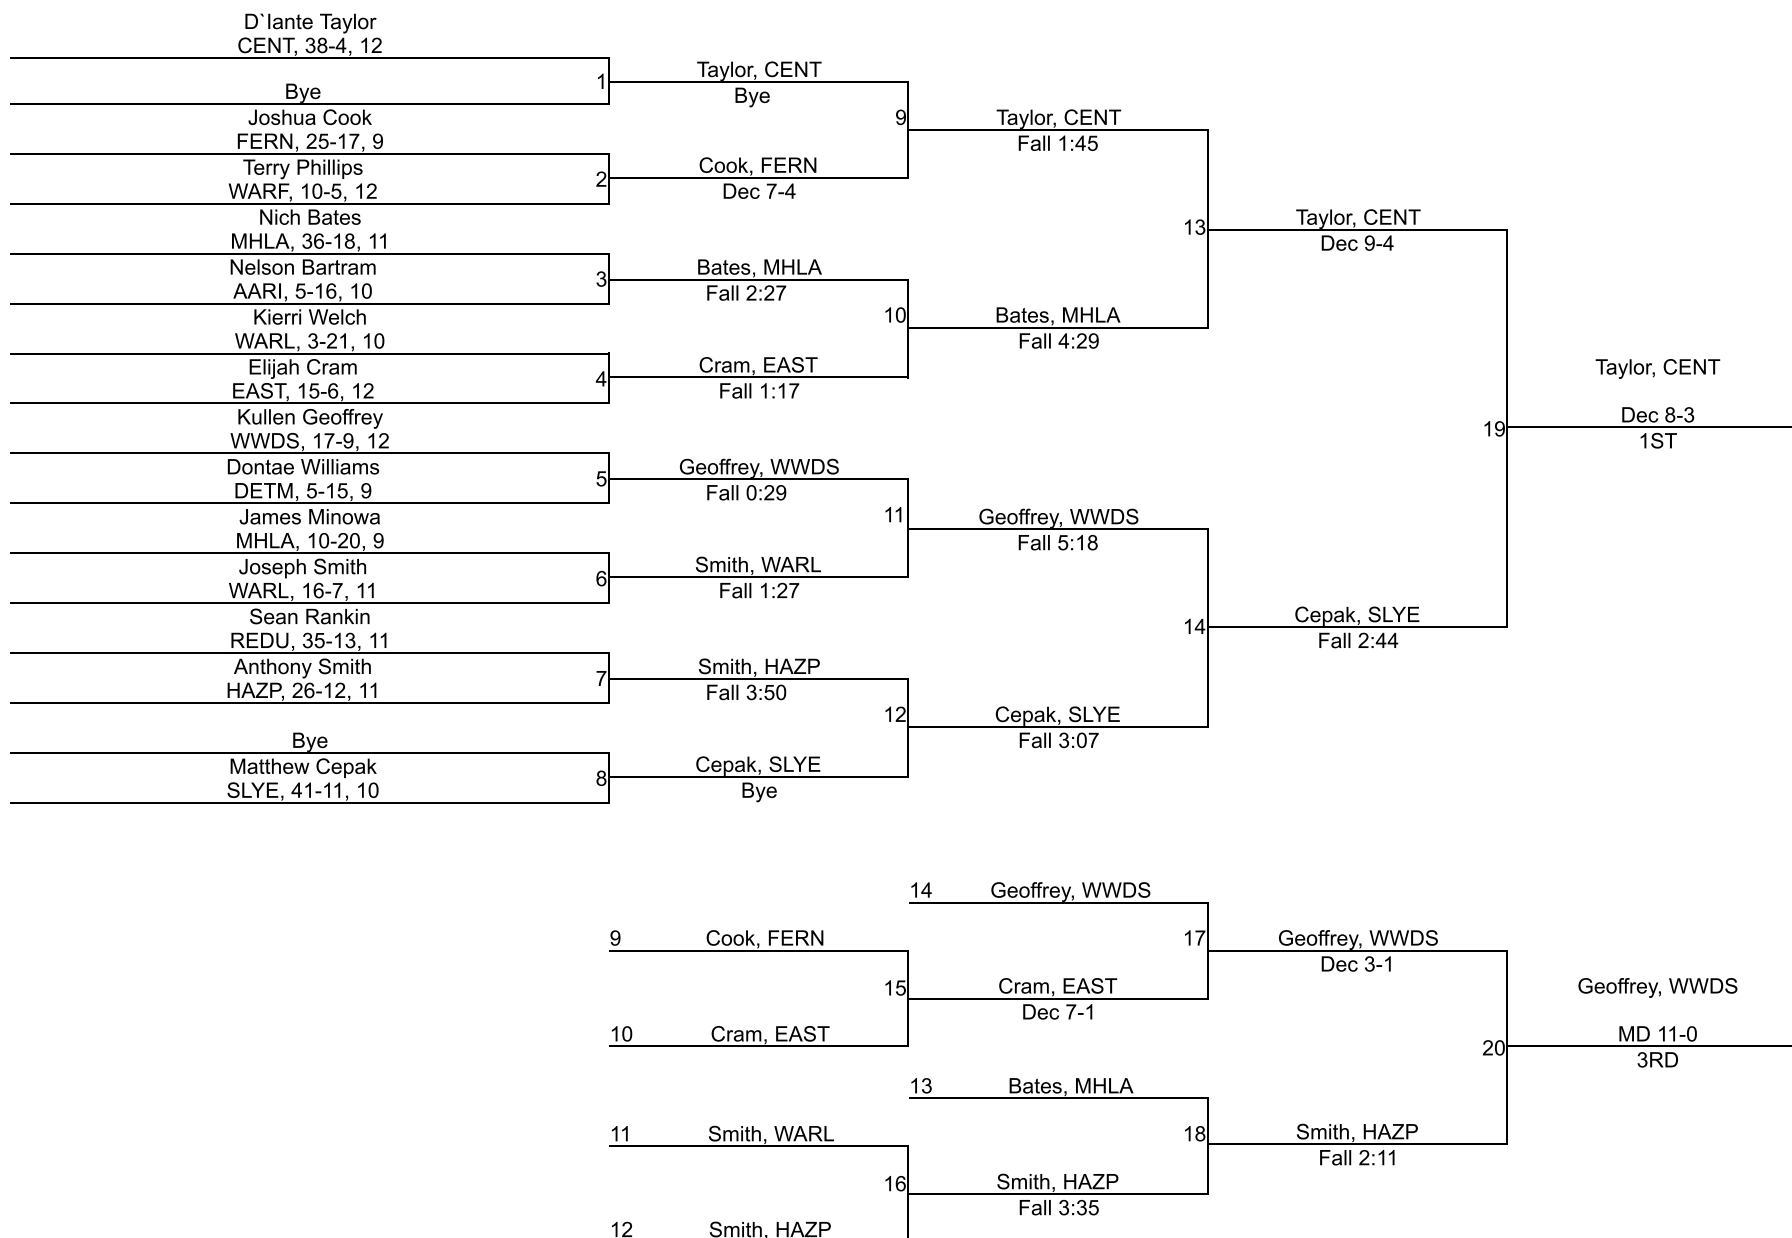 D`Iante Taylor
CENT, 38-4, 12
Bye
Joshua Cook
FERN, 25-17, 9
Terry Phillips
WARF, 10-5, 12
Nich Bates
MHLA, 36-18, 11
Nelson Bartram
AARI, 5-16, 10
Kierri Welch
WARL, 3-21, 10
Elijah Cram
EAST, 15-6, 12
Kullen Geoffrey
WWDS, 17-9, 12
Dontae Williams
DETM, 5-15, 9
James Minowa
MHLA, 10-20, 9
Joseph Smith
WARL, 16-7, 11
Sean Rankin
REDU, 35-13, 11
Anthony Smith
HAZP, 26-12, 11
Bye
Matthew Cepak
SLYE, 41-11, 10
1
Taylor, CENT
Bye
2
Cook, FERN
Dec 7-4
3
Bates, MHLA
Fall 2:27
4
Cram, EAST
Fall 1:17
5
Geoffrey, WWDS
Fall 0:29
6
Smith, WARL
Fall 1:27
7
Smith, HAZP
Fall 3:50
8
Cepak, SLYE
Bye
9
Taylor, CENT
Fall 1:45
10
Bates, MHLA
Fall 4:29
11
Geoffrey, WWDS
Fall 5:18
12
Cepak, SLYE
Fall 3:07
13
Taylor, CENT
Dec 9-4
14
Cepak, SLYE
Fall 2:44
19
Taylor, CENT
Dec 8-3
1ST
14 Geoffrey, WWDS
9 Cook, FERN
10 Cram, EAST
15
Cram, EAST
Dec 7-1
17
Geoffrey, WWDS
Dec 3-1
13 Bates, MHLA
11 Smith, WARL
12 Smith, HAZP
16
Smith, HAZP
Fall 3:35
18
Smith, HAZP
Fall 2:11
20
Geoffrey, WWDS
MD 11-0
3RD